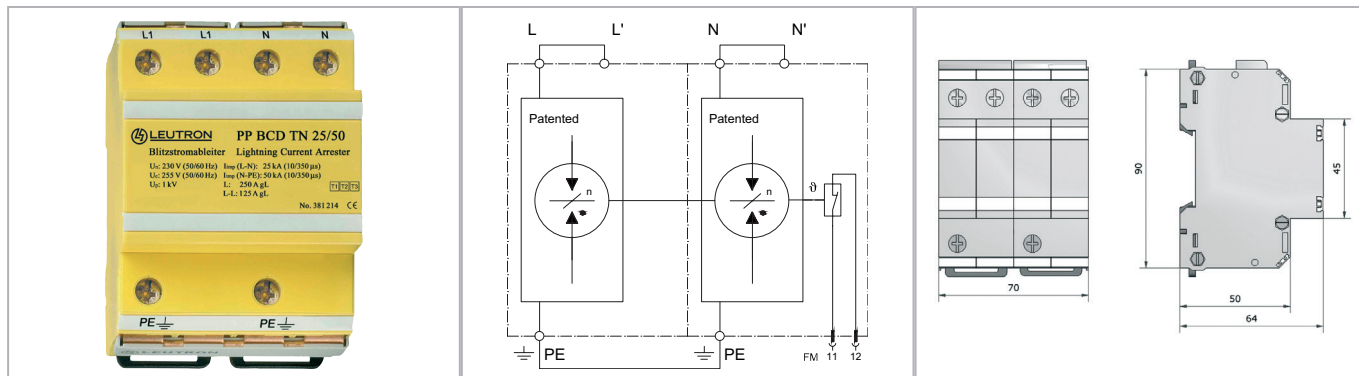 L1 L1 N N
LEUTRON PP BCD TN 25/50
Blitzstromableiter Lightning Current Arrester
Uₙ: 230 V (50/60 Hz) Iimp (L-N): 25 kA (10/350 µs)
U꜀: 255 V (50/60 Hz) Iimp (N-PE): 50 kA (10/350 µs)
Uₚ: 1 kV L: 250 A gL
L-L: 125 A gL T1 T2 T3
No. 381 214 CE
PE PE
LEUTRON
L L' N N'
Patented Patented
n n
ϑ
PE PE FM 11 12
90
45
70
50
64